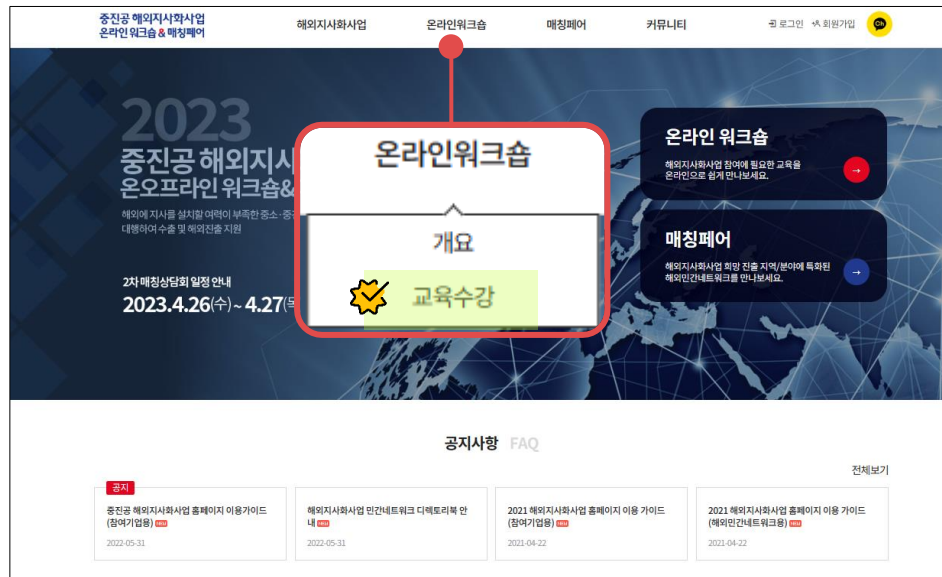 중진공 해외지사화사업
온라인 워크숍 & 매칭페어
해외지사화사업
온라인워크숍
매칭페어
커뮤니티
로그인
회원가입
Ch
2023
중진공 해외지사
온오프라인 워크숍&
해외에 지사를 설치할 여력이 부족한 중소·중견
대행하여 수출 및 해외진출 지원
2차 매칭상담회 일정 안내
2023.4.26(수) ~ 4.27(목
온라인워크숍
개요
교육수강
온라인 워크숍
해외지사화사업 참여에 필요한 교육을
온라인으로 쉽게 만나보세요.
매칭페어
해외지사화사업 희망 진출 지역/분야에 특화된
해외민간네트워크를 만나보세요.
공지사항 FAQ
전체보기
공지
중진공 해외지사화사업 홈페이지 이용가이드
(참여기업용) NEW
2022-05-31
해외지사화사업 민간네트워크 디렉토리북 안
내 NEW
2022-05-31
2021 해외지사화사업 홈페이지 이용 가이드
(참여기업용) NEW
2021-04-22
2021 해외지사화사업 홈페이지 이용 가이드
(해외민간네트워크용) NEW
2021-04-22